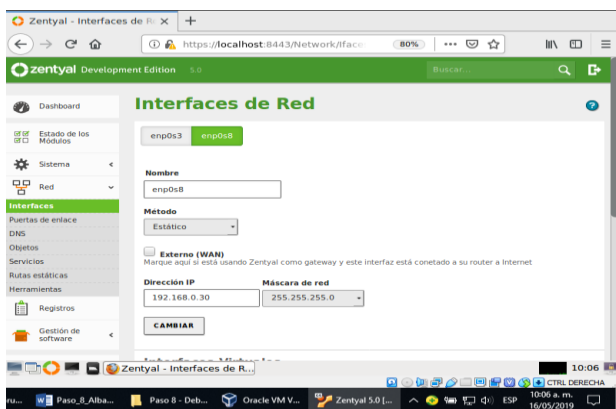 Zentyal - Interfaces de R
https://localhost:8443/Network/Iface
80%
zentyal Development Edition 5.0
Buscar...
Dashboard
Estado de los Módulos
Sistema
Red
Interfaces
Puertas de enlace
DNS
Objetos
Servicios
Rutas estáticas
Herramientas
Registros
Gestión de software
Interfaces de Red
enp0s3
enp0s8
Nombre
enp0s8
Método
Estático
Externo (WAN)
Marque aquí si está usando Zentyal como gateway y este interfaz está conetado a su router a Internet
Dirección IP
Máscara de red
192.168.0.30
255.255.255.0
CAMBIAR
Interfaces Virtuales
Zentyal - Interfaces de R...
10:06
CTRL DERECHA
ru...
Paso_8_Alba...
Paso 8 - Deb...
Oracle VM V...
Zentyal 5.0 [...
ESP
10:06 a. m.
16/05/2019